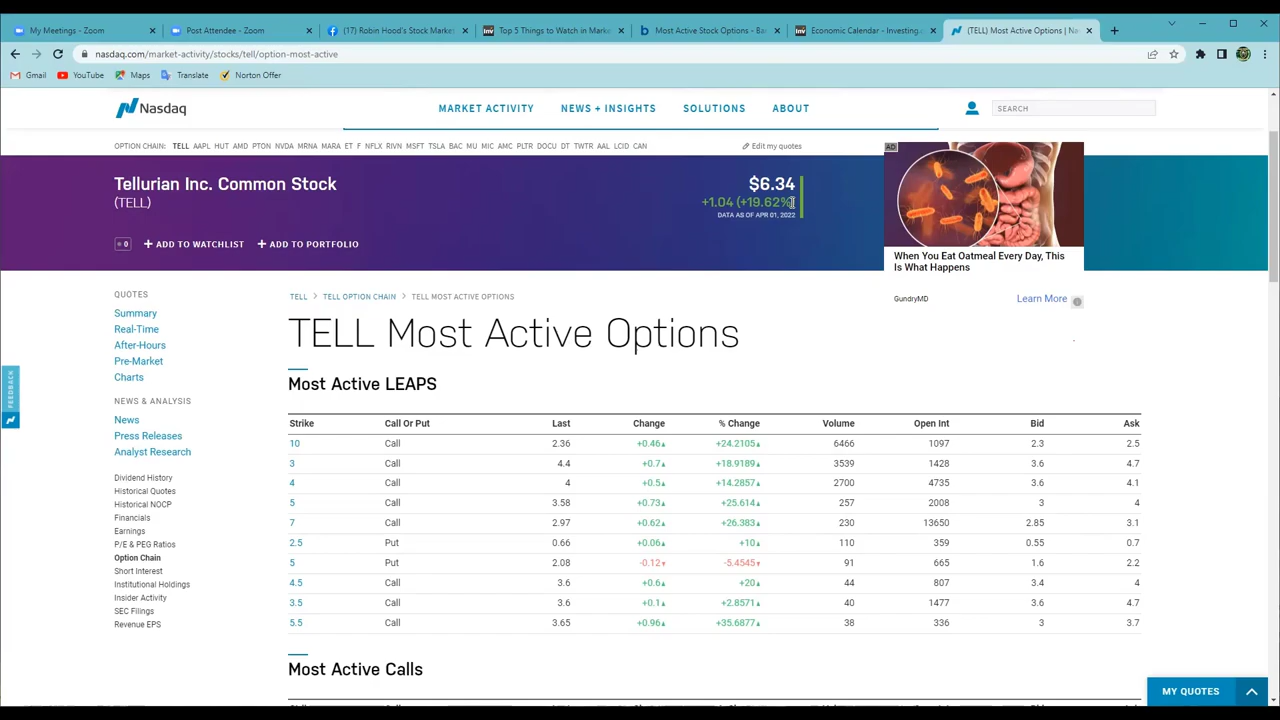 My Meetings - Zoom
Post Attendee - Zoom
(17) Robin Hood's Stock Market
Top 5 Things to Watch in Marke
Most Active Stock Options - Ba
Economic Calendar - Investing.
(TELL) Most Active Options | Na
nasdaq.com/market-activity/stocks/tell/option-most-active
Gmail YouTube Maps Translate Norton Offer
Nasdaq
MARKET ACTIVITY NEWS + INSIGHTS SOLUTIONS ABOUT
SEARCH
OPTION CHAIN: TELL AAPL HUT AMD PTON NVDA MRNA MARA ET F NFLX RIVN MSFT TSLA BAC MU MIC AMC PLTR DOCU DT TWTR AAL LCID CAN
Edit my quotes
Tellurian Inc. Common Stock
(TELL)
$6.34
+1.04 (+19.62%)
DATA AS OF APR 01, 2022
0
+ ADD TO WATCHLIST + ADD TO PORTFOLIO
AD
When You Eat Oatmeal Every Day, This
Is What Happens
GundryMD
Learn More
FEEDBACK
QUOTES
Summary
Real-Time
After-Hours
Pre-Market
Charts
NEWS & ANALYSIS
News
Press Releases
Analyst Research
Dividend History
Historical Quotes
Historical NOCP
Financials
Earnings
P/E & PEG Ratios
Option Chain
Short Interest
Institutional Holdings
Insider Activity
SEC Filings
Revenue EPS
TELL > TELL OPTION CHAIN > TELL MOST ACTIVE OPTIONS
TELL Most Active Options
Most Active LEAPS
Strike Call Or Put Last Change % Change Volume Open Int Bid Ask
10 Call 2.36 +0.46▲ +24.2105▲ 6466 1097 2.3 2.5
3 Call 4.4 +0.7▲ +18.9189▲ 3539 1428 3.6 4.7
4 Call 4 +0.5▲ +14.2857▲ 2700 4735 3.6 4.1
5 Call 3.58 +0.73▲ +25.614▲ 257 2008 3 4
7 Call 2.97 +0.62▲ +26.383▲ 230 13650 2.85 3.1
2.5 Put 0.66 +0.06▲ +10▲ 110 359 0.55 0.7
5 Put 2.08 -0.12▼ -5.4545▼ 91 665 1.6 2.2
4.5 Call 3.6 +0.6▲ +20▲ 44 807 3.4 4
3.5 Call 3.6 +0.1▲ +2.8571▲ 40 1477 3.6 4.7
5.5 Call 3.65 +0.96▲ +35.6877▲ 38 336 3 3.7
Most Active Calls
MY QUOTES